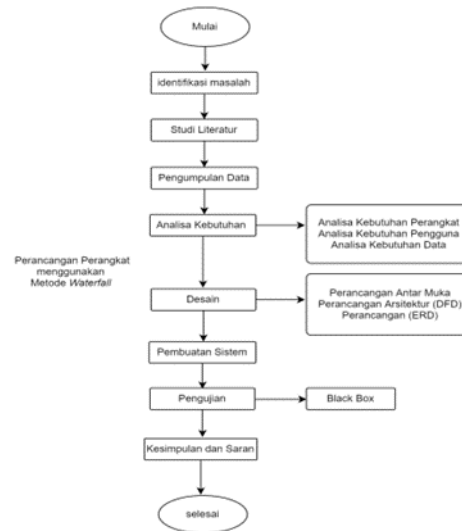 Mulai
identifikasi masalah
Studi Literatur
Pengumpulan Data
Analisa Kebutuhan
Analisa Kebutuhan Perangkat
Analisa Kebutuhan Pengguna
Analisa Kebutuhan Data
Perancangan Perangkat
menggunakan
Metode Waterfall
Desain
Perancangan Antar Muka
Perancangan Arsitektur (DFD)
Perancangan (ERD)
Pembuatan Sistem
Pengujian
Black Box
Kesimpulan dan Saran
selesai